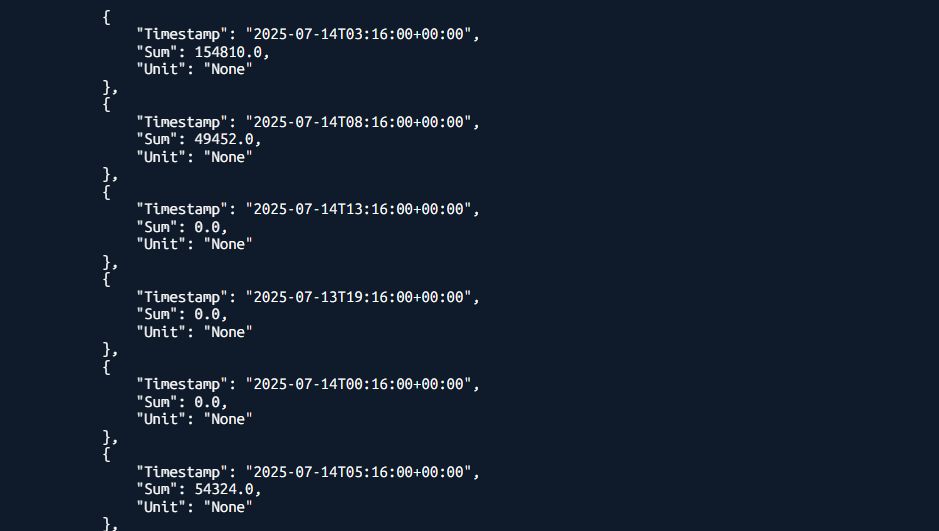 {
"Timestamp": "2025-07-14T03:16:00+00:00",
"Sum": 154810.0,
"Unit": "None"
},
{
"Timestamp": "2025-07-14T08:16:00+00:00",
"Sum": 49452.0,
"Unit": "None"
},
{
"Timestamp": "2025-07-14T13:16:00+00:00",
"Sum": 0.0,
"Unit": "None"
},
{
"Timestamp": "2025-07-13T19:16:00+00:00",
"Sum": 0.0,
"Unit": "None"
},
{
"Timestamp": "2025-07-14T00:16:00+00:00",
"Sum": 0.0,
"Unit": "None"
},
{
"Timestamp": "2025-07-14T05:16:00+00:00",
"Sum": 54324.0,
"Unit": "None"
},